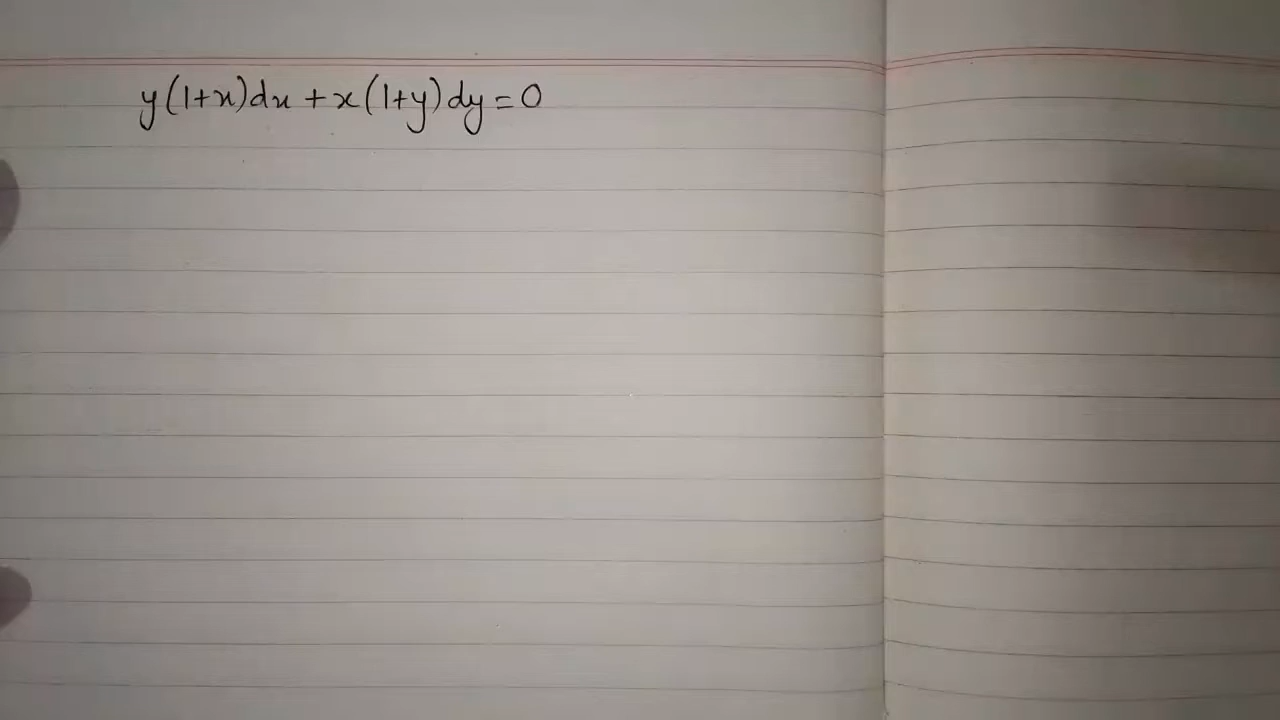 y(1+x)dx + x(1+y)dy = 0